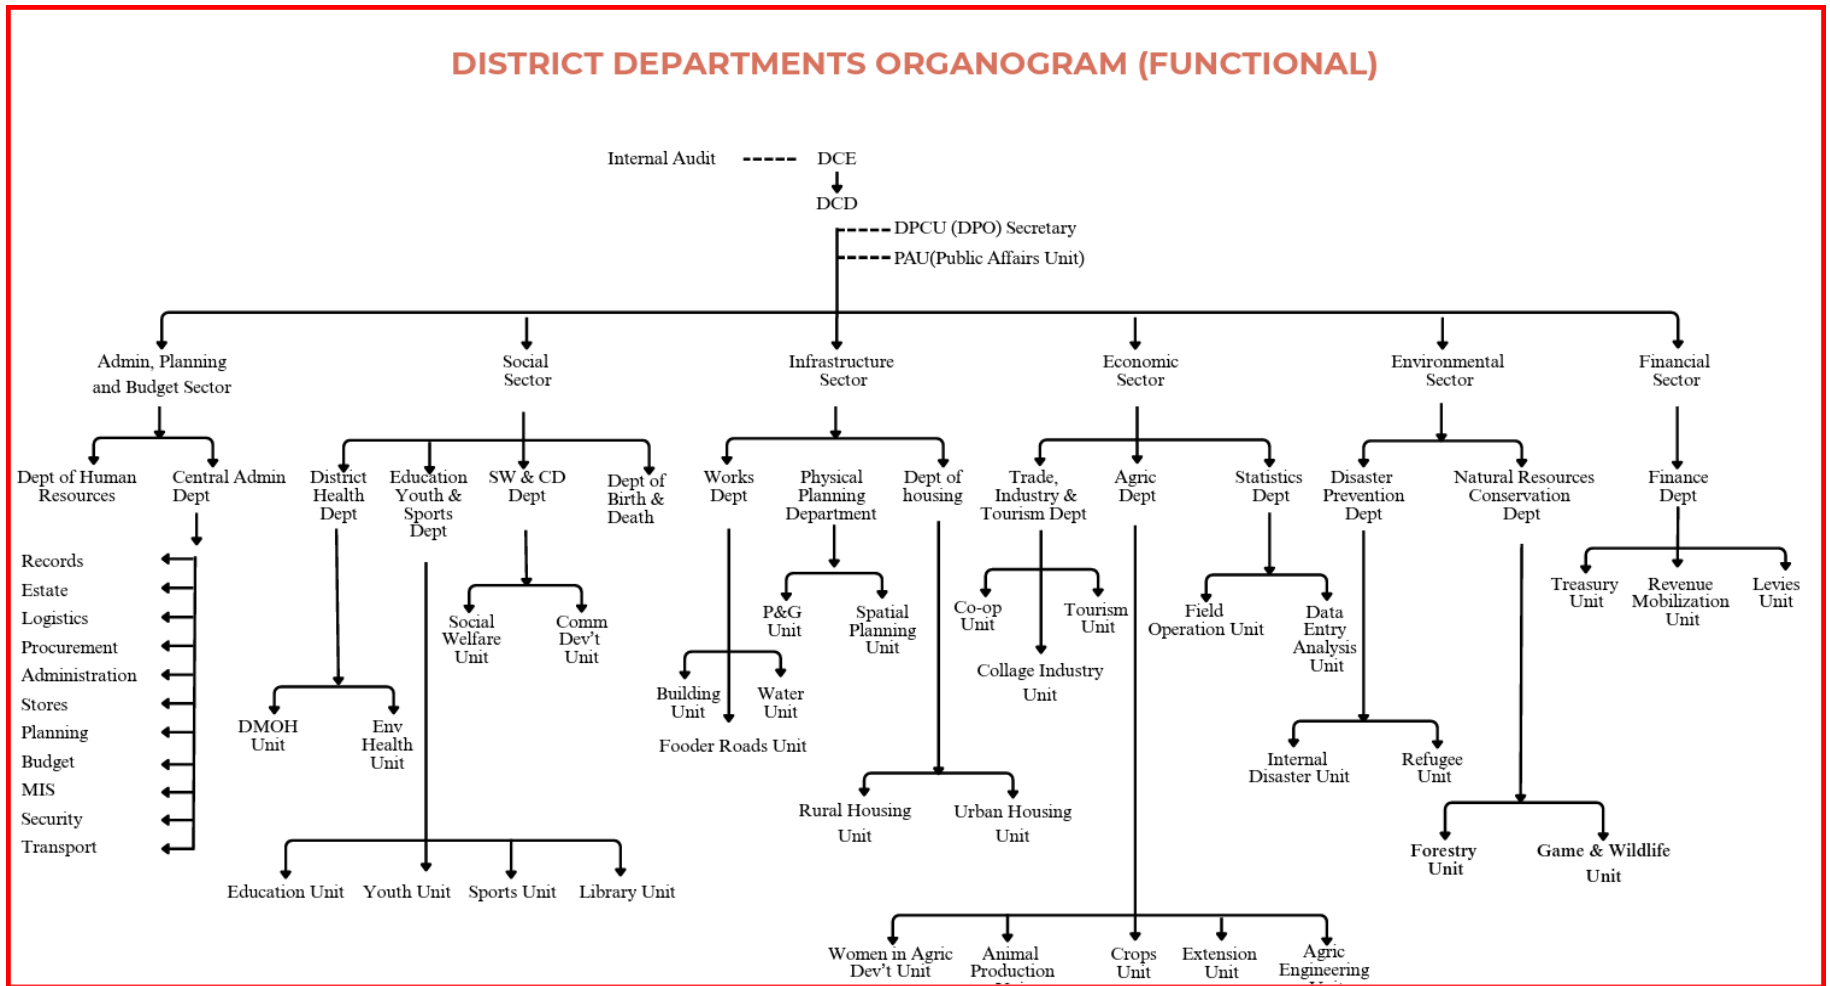 DISTRICT DEPARTMENTS ORGANOGRAM (FUNCTIONAL)
Internal Audit
DCE
DCD
DPCU (DPO) Secretary
PAU(Public Affairs Unit)
Admin, Planning
and Budget Sector
Social
Sector
Infrastructure
Sector
Economic
Sector
Environmental
Sector
Financial
Sector
Dept of Human
Resources
Central Admin
Dept
District
Health
Dept
Education
Youth &
Sports
Dept
SW & CD
Dept
Dept of
Birth &
Death
Works
Dept
Physical
Planning
Department
Dept of
housing
Trade,
Industry &
Tourism Dept
Agric
Dept
Statistics
Dept
Disaster
Prevention
Dept
Natural Resources
Conservation
Dept
Finance
Dept
Records
Estate
Logistics
Procurement
Administration
Stores
Planning
Budget
MIS
Security
Transport
Social
Welfare
Unit
Comm
Dev't
Unit
P&G
Unit
Spatial
Planning
Unit
Co-op
Unit
Tourism
Unit
Collage Industry
Unit
Field
Operation Unit
Data
Entry
Analysis
Unit
Treasury
Unit
Revenue
Mobilization
Unit
Levies
Unit
Building
Unit
Water
Unit
Fooder Roads Unit
DMOH
Unit
Env
Health
Unit
Internal
Disaster Unit
Refugee
Unit
Rural Housing
Unit
Urban Housing
Unit
Forestry
Unit
Game & Wildlife
Unit
Education Unit
Youth Unit
Sports Unit
Library Unit
Women in Agric
Dev't Unit
Animal
Production
Crops
Unit
Extension
Unit
Agric
Engineering